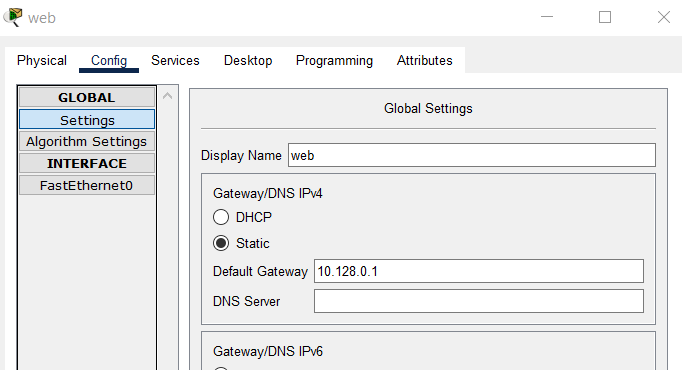 web
Physical Config Services Desktop Programming Attributes
GLOBAL
Settings
Algorithm Settings
INTERFACE
FastEthernet0
Global Settings
Display Name web
Gateway/DNS IPv4
DHCP
Static
Default Gateway 10.128.0.1
DNS Server
Gateway/DNS IPv6